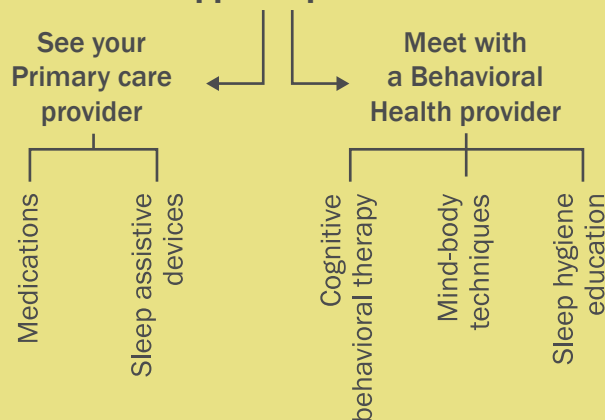 See your
Primary care
provider
Meet with
a Behavioral
Health provider
Medications
Sleep assistive
devices
Cognitive
behavioral therapy
Mind-body
techniques
Sleep hygiene
education